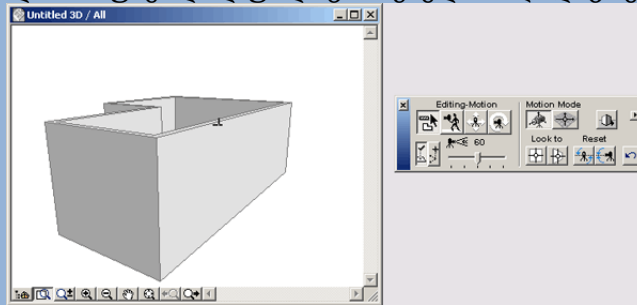 Untitled 3D / All
Editing-Motion
Motion Mode
60
Look to
Reset